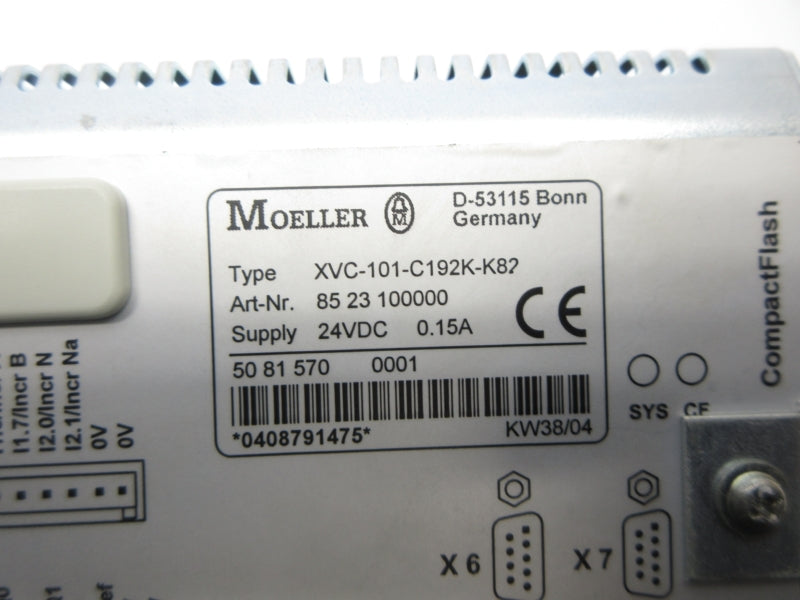 MOELLER
D-53115 Bonn
Germany
Type XVC-101-C192K-K82
Art-Nr. 85 23 100000
Supply 24VDC 0.15A
CE
50 81 570 0001
*0408791475*
KW38/04
CompactFlash
SYS CF
I1.7/Incr B
I2.0/Incr N
I2.1/Incr Na
0V
0V
X 6
X 7